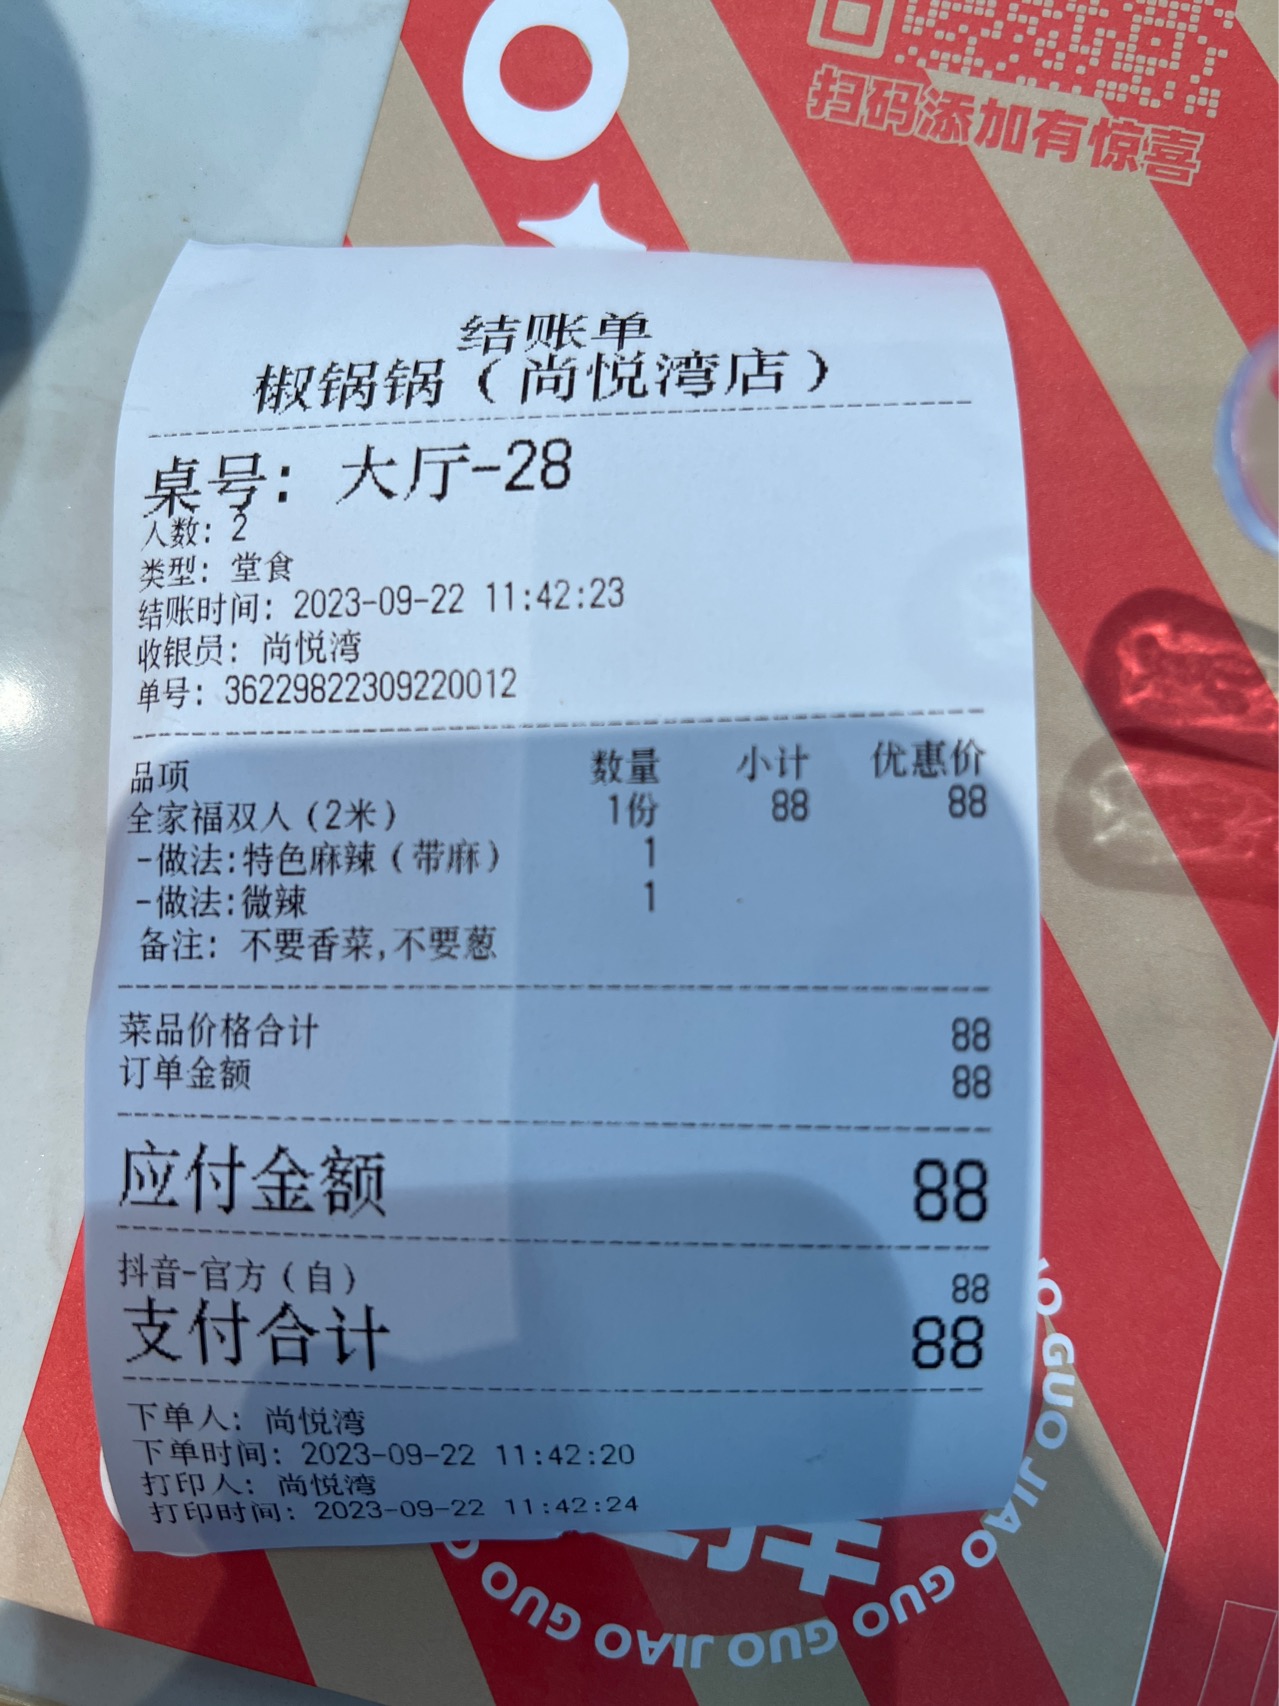 扫码添加有惊喜
结账单
椒锅锅（尚悦湾店）
桌号： 大厅-28
人数：2
类型：堂食
结账时间：2023-09-22 11:42:23
收银员：尚悦湾
单号：36229822309220012
品项 数量 小计 优惠价
全家福双人（2米） 1份 88 88
-做法:特色麻辣（带麻） 1
-做法:微辣 1
备注：不要香菜,不要葱
菜品价格合计 88
订单金额 88
应付金额 88
抖音-官方（自） 88
支付合计 88
下单人：尚悦湾
下单时间：2023-09-22 11:42:20
打印人：尚悦湾
打印时间：2023-09-22 11:42:24
GUO JIAO GUO GUO JIAO GUO GUO